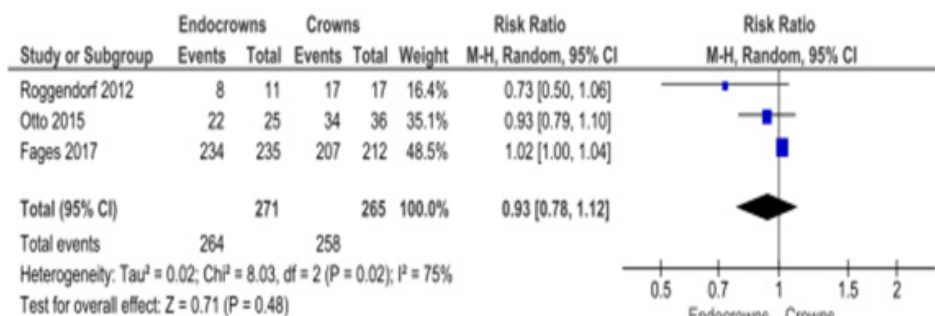 Endocrowns Crowns Risk Ratio Risk Ratio
Study or Subgroup Events Total Events Total Weight M-H, Random, 95% CI M-H, Random, 95% CI
Roggendorf 2012 8 11 17 17 16.4% 0.73 [0.50, 1.06]
Otto 2015 22 25 34 36 35.1% 0.93 [0.79, 1.10]
Fages 2017 234 235 207 212 48.5% 1.02 [1.00, 1.04]
Total (95% CI) 271 265 100.0% 0.93 [0.78, 1.12]
Total events 264 258
Heterogeneity: Tau² = 0.02; Chi² = 8.03, df = 2 (P = 0.02); I² = 75%
Test for overall effect: Z = 0.71 (P = 0.48)
0.5 0.7 1 1.5 2
Endocrowns Crowns